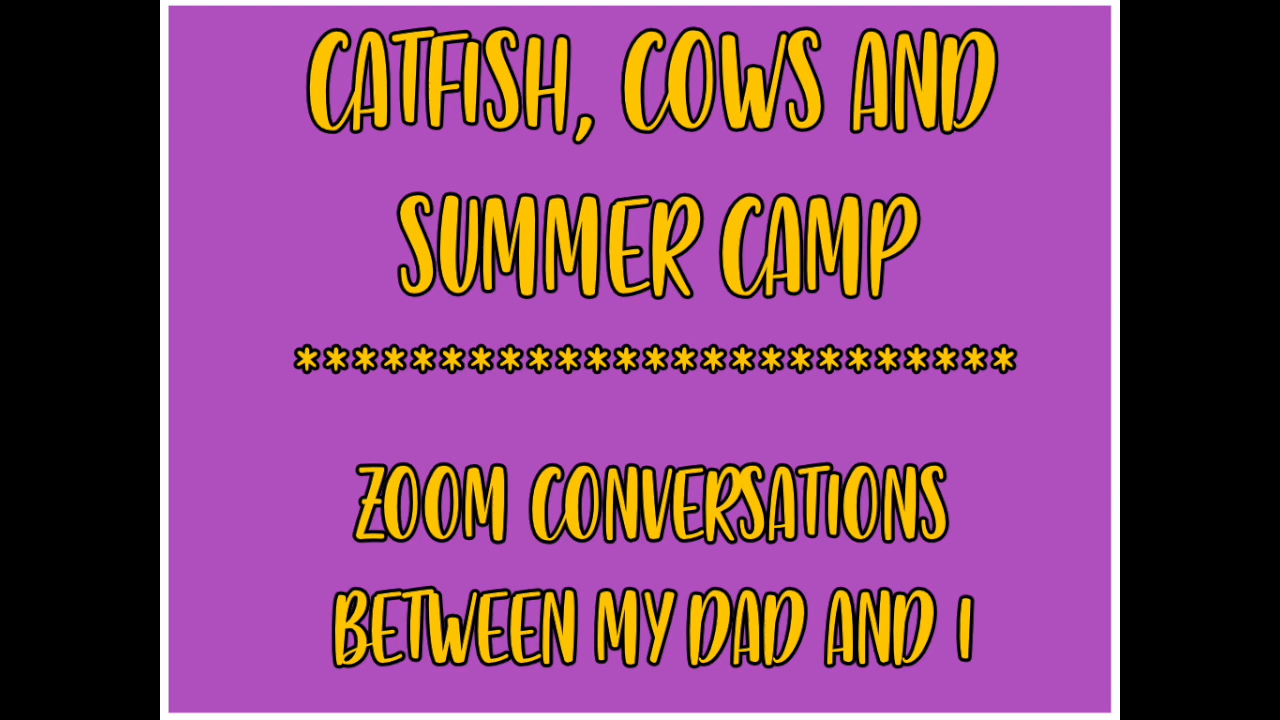 CATFISH, COWS AND
SUMMER CAMP
*************************
ZOOM CONVERSATIONS
BETWEEN MY DAD AND I